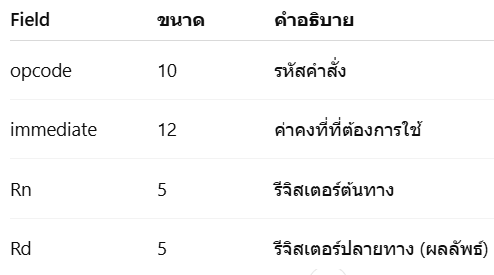 Field ขนาด คำอธิบาย
opcode 10 รหัสคำสั่ง
immediate 12 ค่าคงที่ที่ต้องการใช้
Rn 5 รีจิสเตอร์ต้นทาง
Rd 5 รีจิสเตอร์ปลายทาง (ผลลัพธ์)